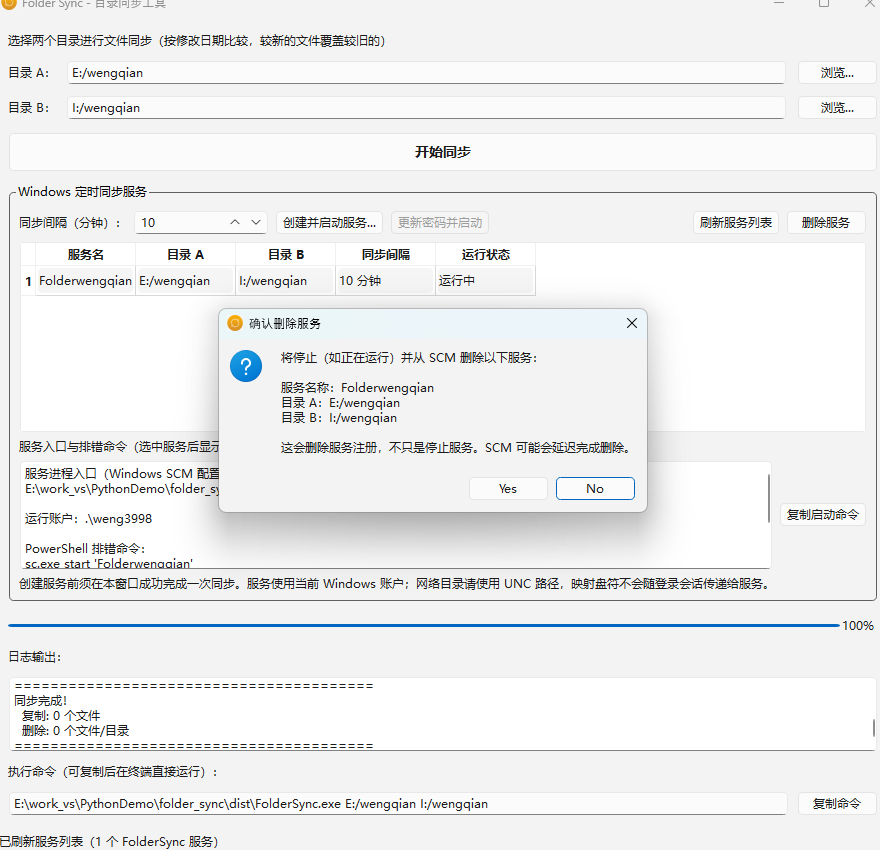 Folder Sync - 目录同步工具
选择两个目录进行文件同步（按修改日期比较，较新的文件覆盖较旧的）
目录 A： E:/wengqian 浏览...
目录 B： I:/wengqian 浏览...
开始同步
Windows 定时同步服务
同步间隔（分钟）： 10 创建并启动服务... 更新密码并启动 刷新服务列表 删除服务
服务名 目录 A 目录 B 同步间隔 运行状态
1 Folderwengqian E:/wengqian I:/wengqian 10 分钟 运行中
确认删除服务
将停止（如正在运行）并从 SCM 删除以下服务：
服务名称：Folderwengqian
目录 A：E:/wengqian
目录 B：I:/wengqian
这会删除服务注册，不只是停止服务。SCM 可能会延迟完成删除。
Yes No
服务入口与排错命令（选中服务后显示
服务进程入口（Windows SCM 配置
E:\work_vs\PythonDemo\folder_sy
运行账户：.\weng3998
PowerShell 排错命令：
sc.exe start 'Folderwengqian'
复制启动命令
创建服务前须在本窗口成功完成一次同步。服务使用当前 Windows 账户；网络目录请使用 UNC 路径，映射盘符不会随登录会话传递给服务。
100%
日志输出：
========================================
同步完成！
复制: 0 个文件
删除: 0 个文件/目录
========================================
执行命令（可复制后在终端直接运行）：
E:\work_vs\PythonDemo\folder_sync\dist\FolderSync.exe E:/wengqian I:/wengqian 复制命令
已刷新服务列表（1 个 FolderSync 服务）